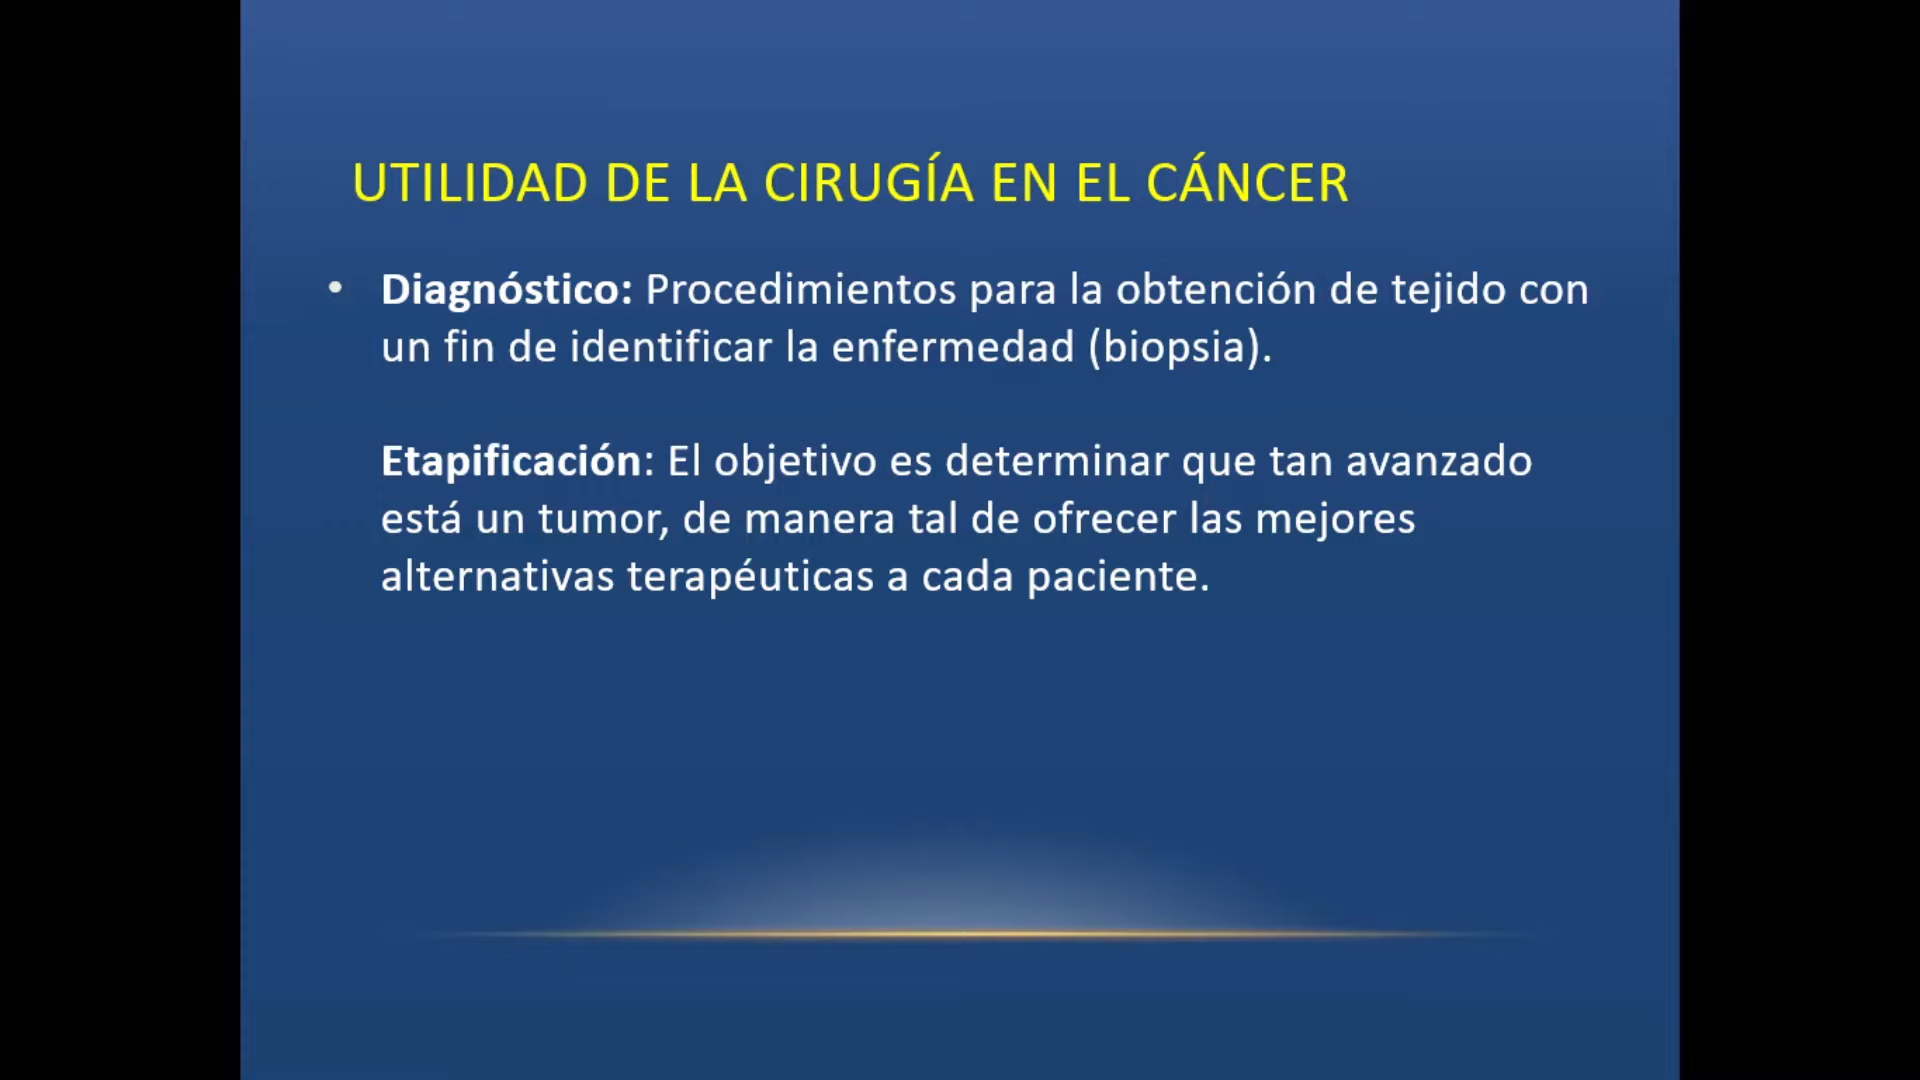 UTILIDAD DE LA CIRUGÍA EN EL CÁNCER
• Diagnóstico: Procedimientos para la obtención de tejido con
un fin de identificar la enfermedad (biopsia).
Etapificación: El objetivo es determinar que tan avanzado
está un tumor, de manera tal de ofrecer las mejores
alternativas terapéuticas a cada paciente.